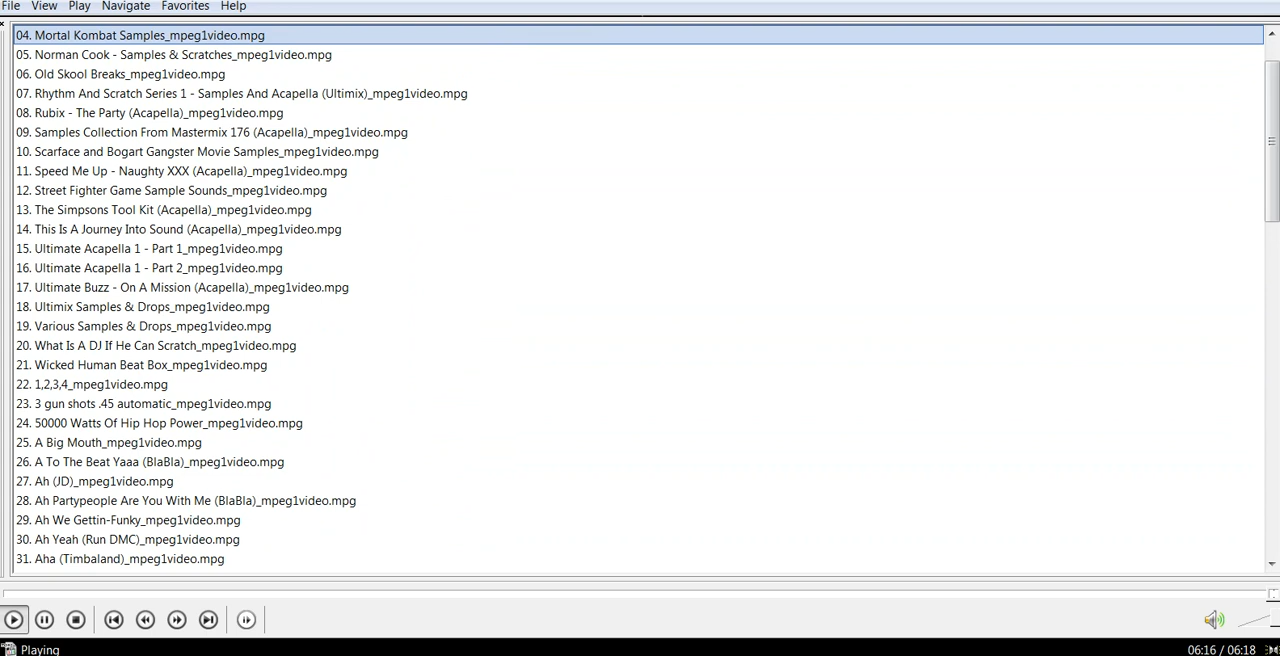 File View Play Navigate Favorites Help
04. Mortal Kombat Samples_mpeg1video.mpg
05. Norman Cook - Samples & Scratches_mpeg1video.mpg
06. Old Skool Breaks_mpeg1video.mpg
07. Rhythm And Scratch Series 1 - Samples And Acapella (Ultimix)_mpeg1video.mpg
08. Rubix - The Party (Acapella)_mpeg1video.mpg
09. Samples Collection From Mastermix 176 (Acapella)_mpeg1video.mpg
10. Scarface and Bogart Gangster Movie Samples_mpeg1video.mpg
11. Speed Me Up - Naughty XXX (Acapella)_mpeg1video.mpg
12. Street Fighter Game Sample Sounds_mpeg1video.mpg
13. The Simpsons Tool Kit (Acapella)_mpeg1video.mpg
14. This Is A Journey Into Sound (Acapella)_mpeg1video.mpg
15. Ultimate Acapella 1 - Part 1_mpeg1video.mpg
16. Ultimate Acapella 1 - Part 2_mpeg1video.mpg
17. Ultimate Buzz - On A Mission (Acapella)_mpeg1video.mpg
18. Ultimix Samples & Drops_mpeg1video.mpg
19. Various Samples & Drops_mpeg1video.mpg
20. What Is A DJ If He Can Scratch_mpeg1video.mpg
21. Wicked Human Beat Box_mpeg1video.mpg
22. 1,2,3,4_mpeg1video.mpg
23. 3 gun shots .45 automatic_mpeg1video.mpg
24. 50000 Watts Of Hip Hop Power_mpeg1video.mpg
25. A Big Mouth_mpeg1video.mpg
26. A To The Beat Yaaa (BlaBla)_mpeg1video.mpg
27. Ah (JD)_mpeg1video.mpg
28. Ah Partypeople Are You With Me (BlaBla)_mpeg1video.mpg
29. Ah We Gettin-Funky_mpeg1video.mpg
30. Ah Yeah (Run DMC)_mpeg1video.mpg
31. Aha (Timbaland)_mpeg1video.mpg
Playing 06:16 / 06:18